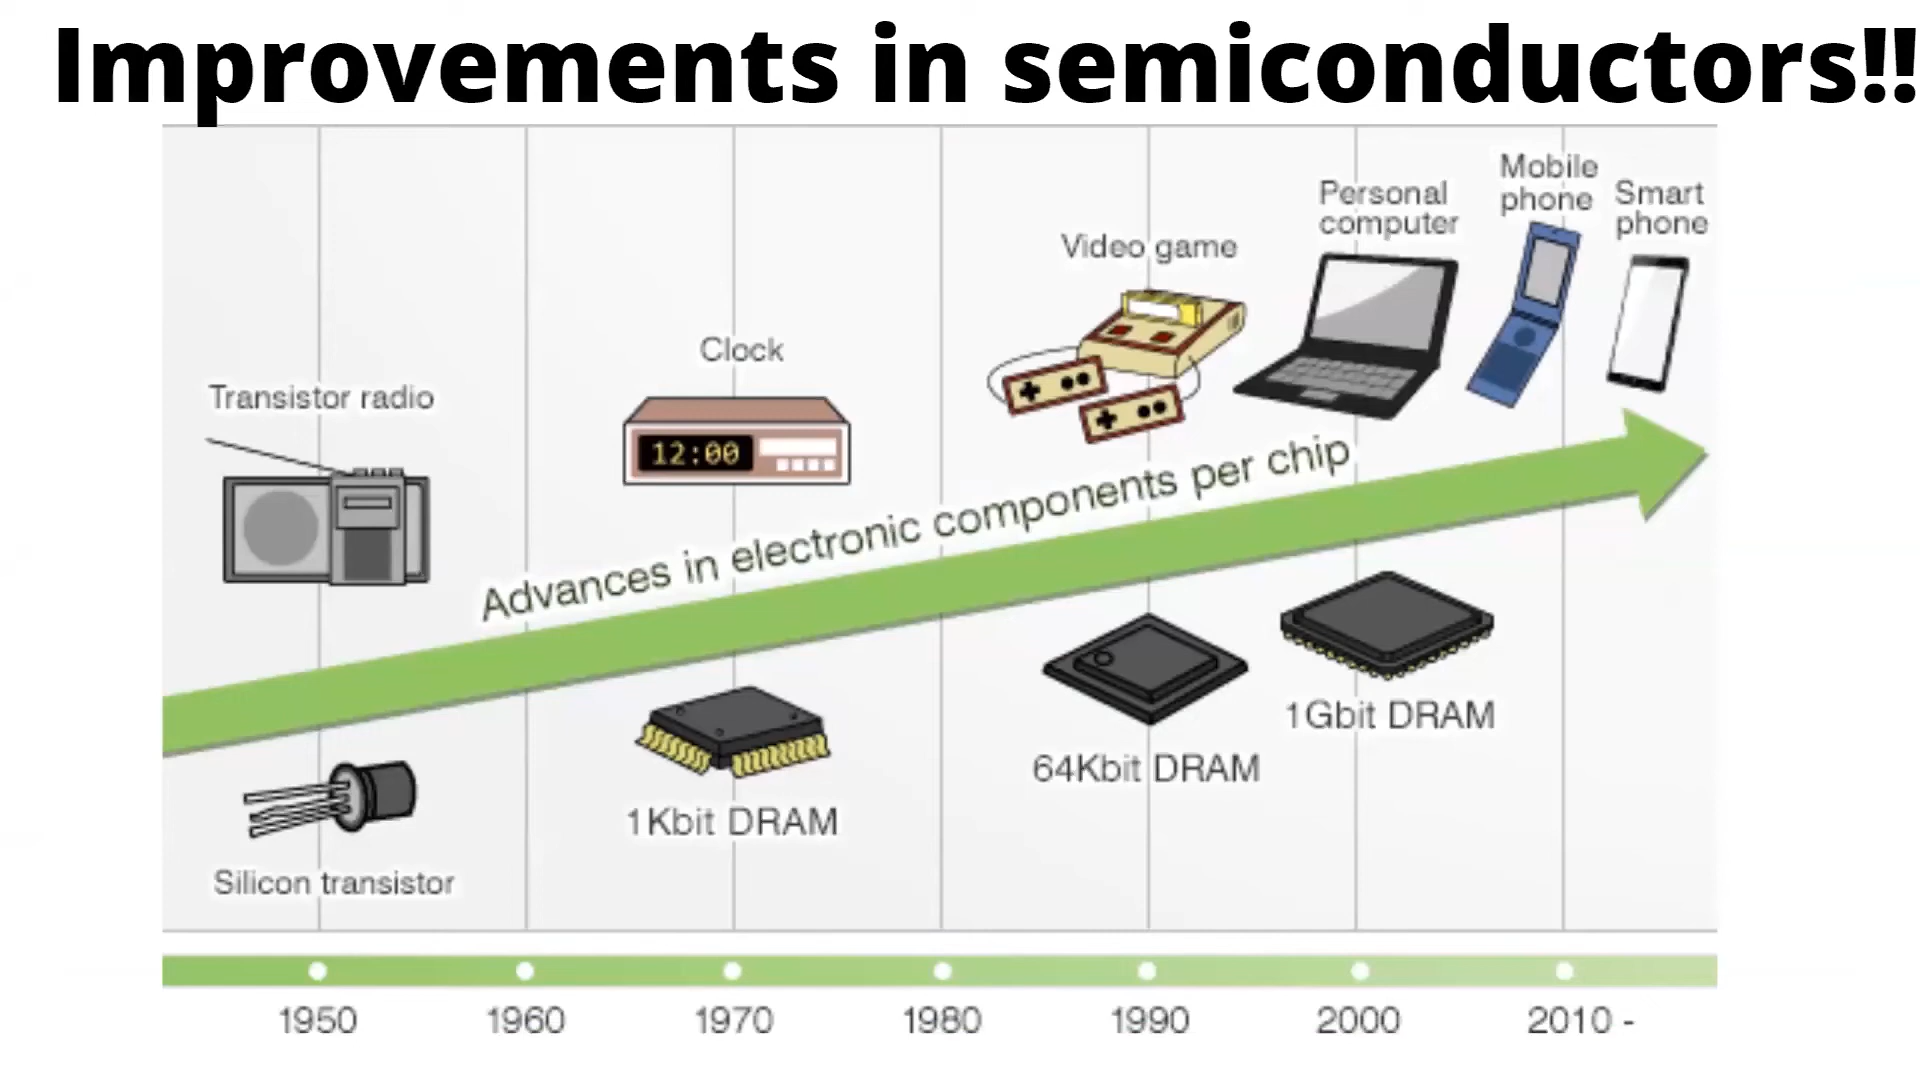 Improvements in semiconductors!!
Mobile
phone
Smart
phone
Personal
computer
Video game
Clock
12:00
Transistor radio
Advances in electronic components per chip
1Gbit DRAM
64Kbit DRAM
1Kbit DRAM
Silicon transistor
1950 1960 1970 1980 1990 2000 2010 -